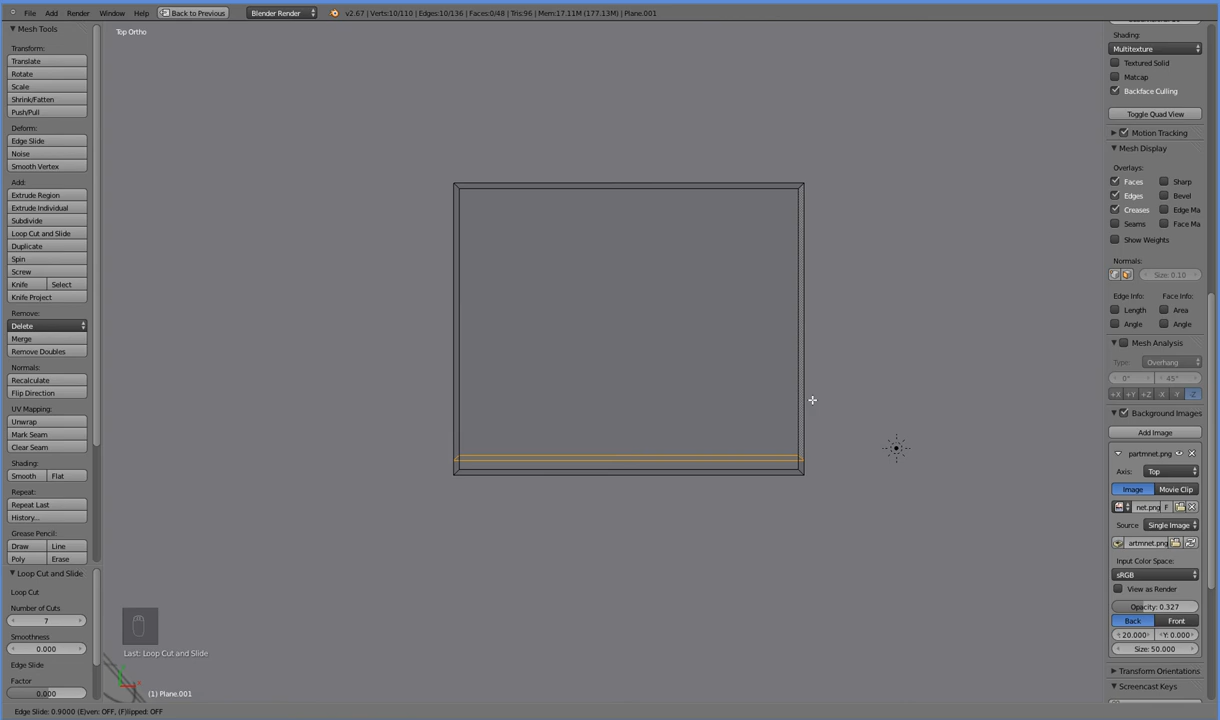 File Add Render Window Help Back to Previous Blender Render v2.67 | Verts:10/110 | Edges:10/136 | Faces:0/48 | Tris:96 | Mem:17.11M (177.13M) | Plane.001
Mesh Tools
Transform:
Translate
Rotate
Scale
Shrink/Fatten
Push/Pull
Deform:
Edge Slide
Noise
Smooth Vertex
Add:
Extrude Region
Extrude Individual
Subdivide
Loop Cut and Slide
Duplicate
Spin
Screw
Knife Select
Knife Project
Remove:
Delete
Merge
Remove Doubles
Normals:
Recalculate
Flip Direction
UV Mapping:
Unwrap
Mark Seam
Clear Seam
Shading:
Smooth Flat
Repeat:
Repeat Last
History...
Grease Pencil:
Draw Line
Poly Erase
Loop Cut and Slide
Loop Cut
Number of Cuts
7
Smoothness
0.000
Edge Slide
Factor
0.000
Top Ortho
Last: Loop Cut and Slide
(1) Plane.001
Shading:
Multitexture
Textured Solid
Matcap
Backface Culling
Toggle Quad View
Motion Tracking
Mesh Display
Overlays:
Faces Sharp
Edges Bevel
Creases Edge Ma
Seams Face Ma
Show Weights
Normals:
Size: 0.10
Edge Info: Face Info:
Length Area
Angle Angle
Mesh Analysis
Type: Overhang
0° 45°
+X +Y +Z -X -Y -Z
Background Images
Add Image
partmnet.png
Axis: Top
Image Movie Clip
net.png F
Source Single Image
artmnet.png
Input Color Space:
sRGB
View as Render
Opacity: 0.327
Back Front
: 20.000 Y: 0.000
Size: 50.000
Transform Orientations
Screencast Keys
Edge Slide: 0.9000 (E)ven: OFF, (F)lipped: OFF